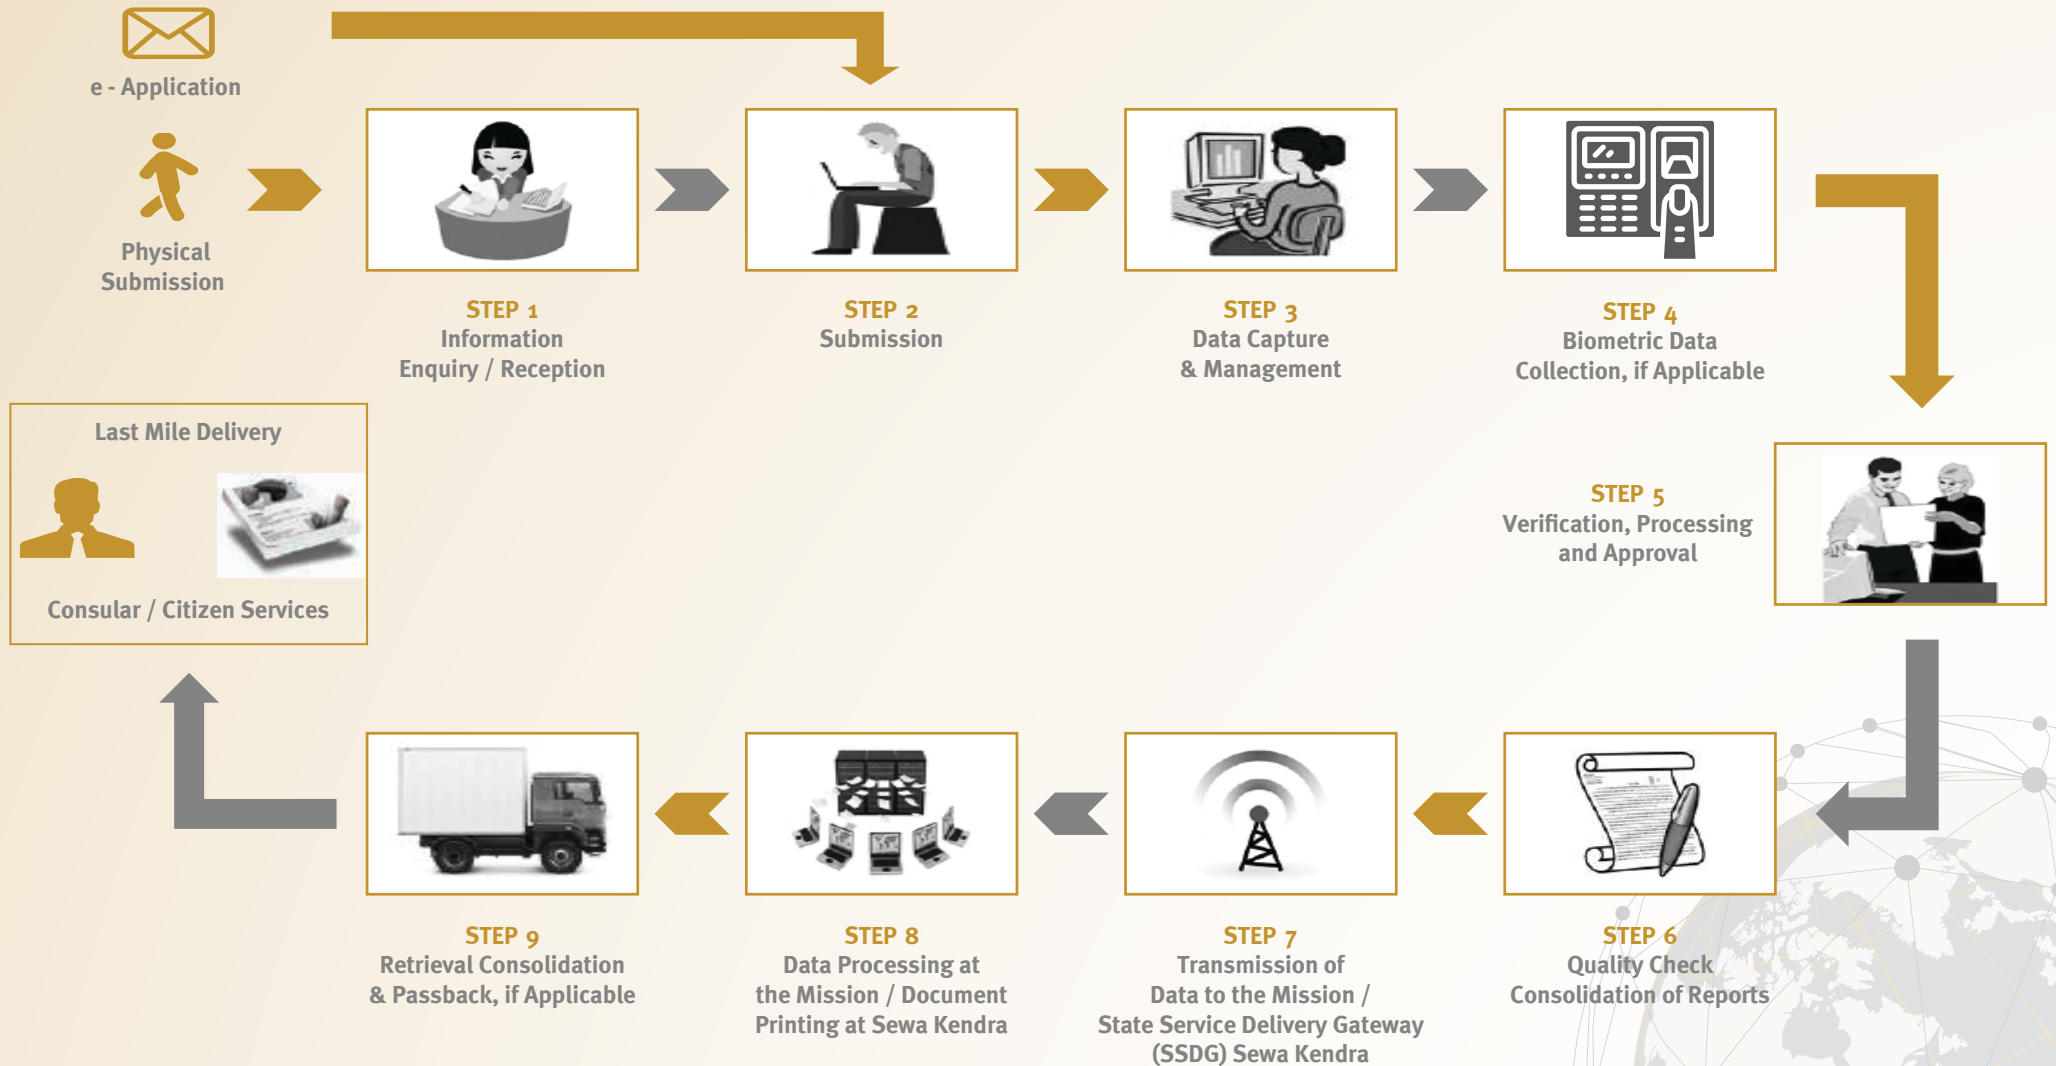 e - Application
Physical
Submission
STEP 1
Information
Enquiry / Reception
STEP 2
Submission
STEP 3
Data Capture
& Management
STEP 4
Biometric Data
Collection, if Applicable
STEP 5
Verification, Processing
and Approval
STEP 6
Quality Check
Consolidation of Reports
STEP 7
Transmission of
Data to the Mission /
State Service Delivery Gateway
(SSDG) Sewa Kendra
STEP 8
Data Processing at
the Mission / Document
Printing at Sewa Kendra
STEP 9
Retrieval Consolidation
& Passback, if Applicable
Last Mile Delivery
Consular / Citizen Services